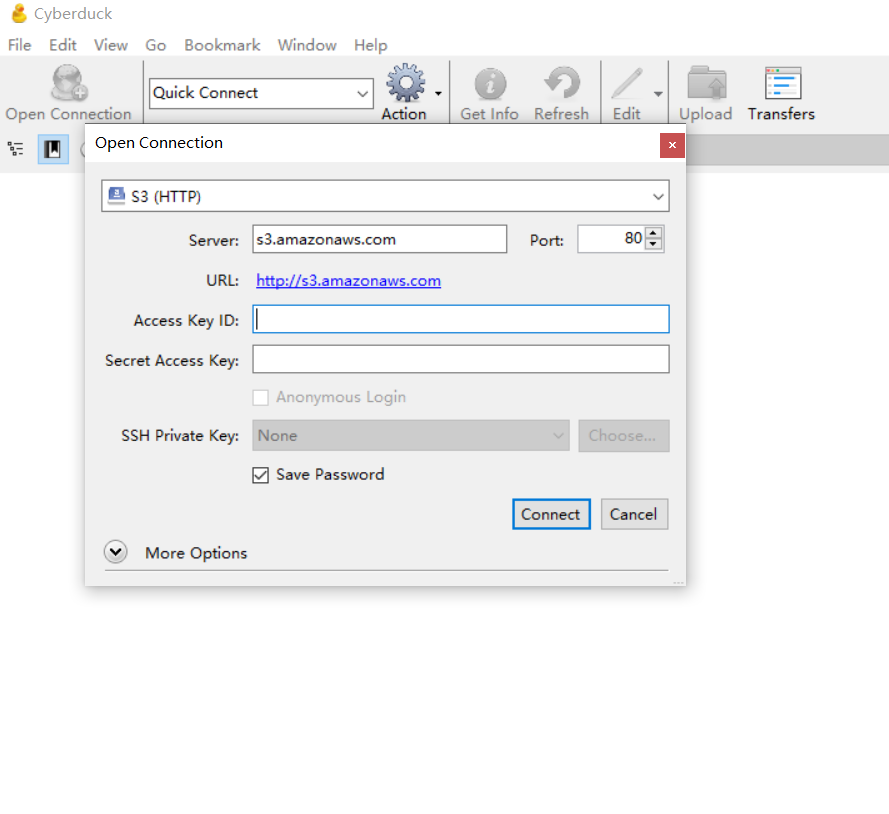 Cyberduck
File Edit View Go Bookmark Window Help
Quick Connect
Open Connection Action Get Info Refresh Edit Upload Transfers
Open Connection
S3 (HTTP)
Server: s3.amazonaws.com Port: 80
URL: http://s3.amazonaws.com
Access Key ID:
Secret Access Key:
Anonymous Login
SSH Private Key: None Choose...
Save Password
Connect Cancel
More Options